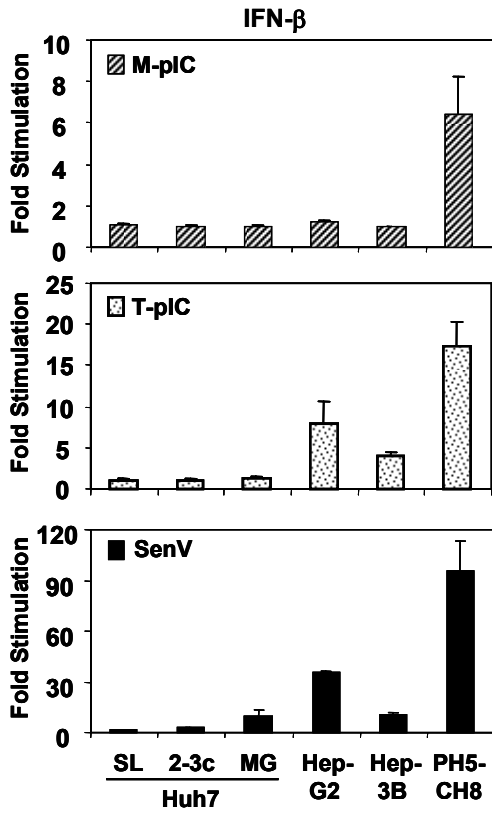 IFN-β
M-pIC
Fold Stimulation
10
8
6
4
2
0
T-pIC
Fold Stimulation
25
20
15
10
5
0
SenV
Fold Stimulation
120
90
60
30
0
SL 2-3c MG Hep-G2 Hep-3B PH5-CH8
Huh7